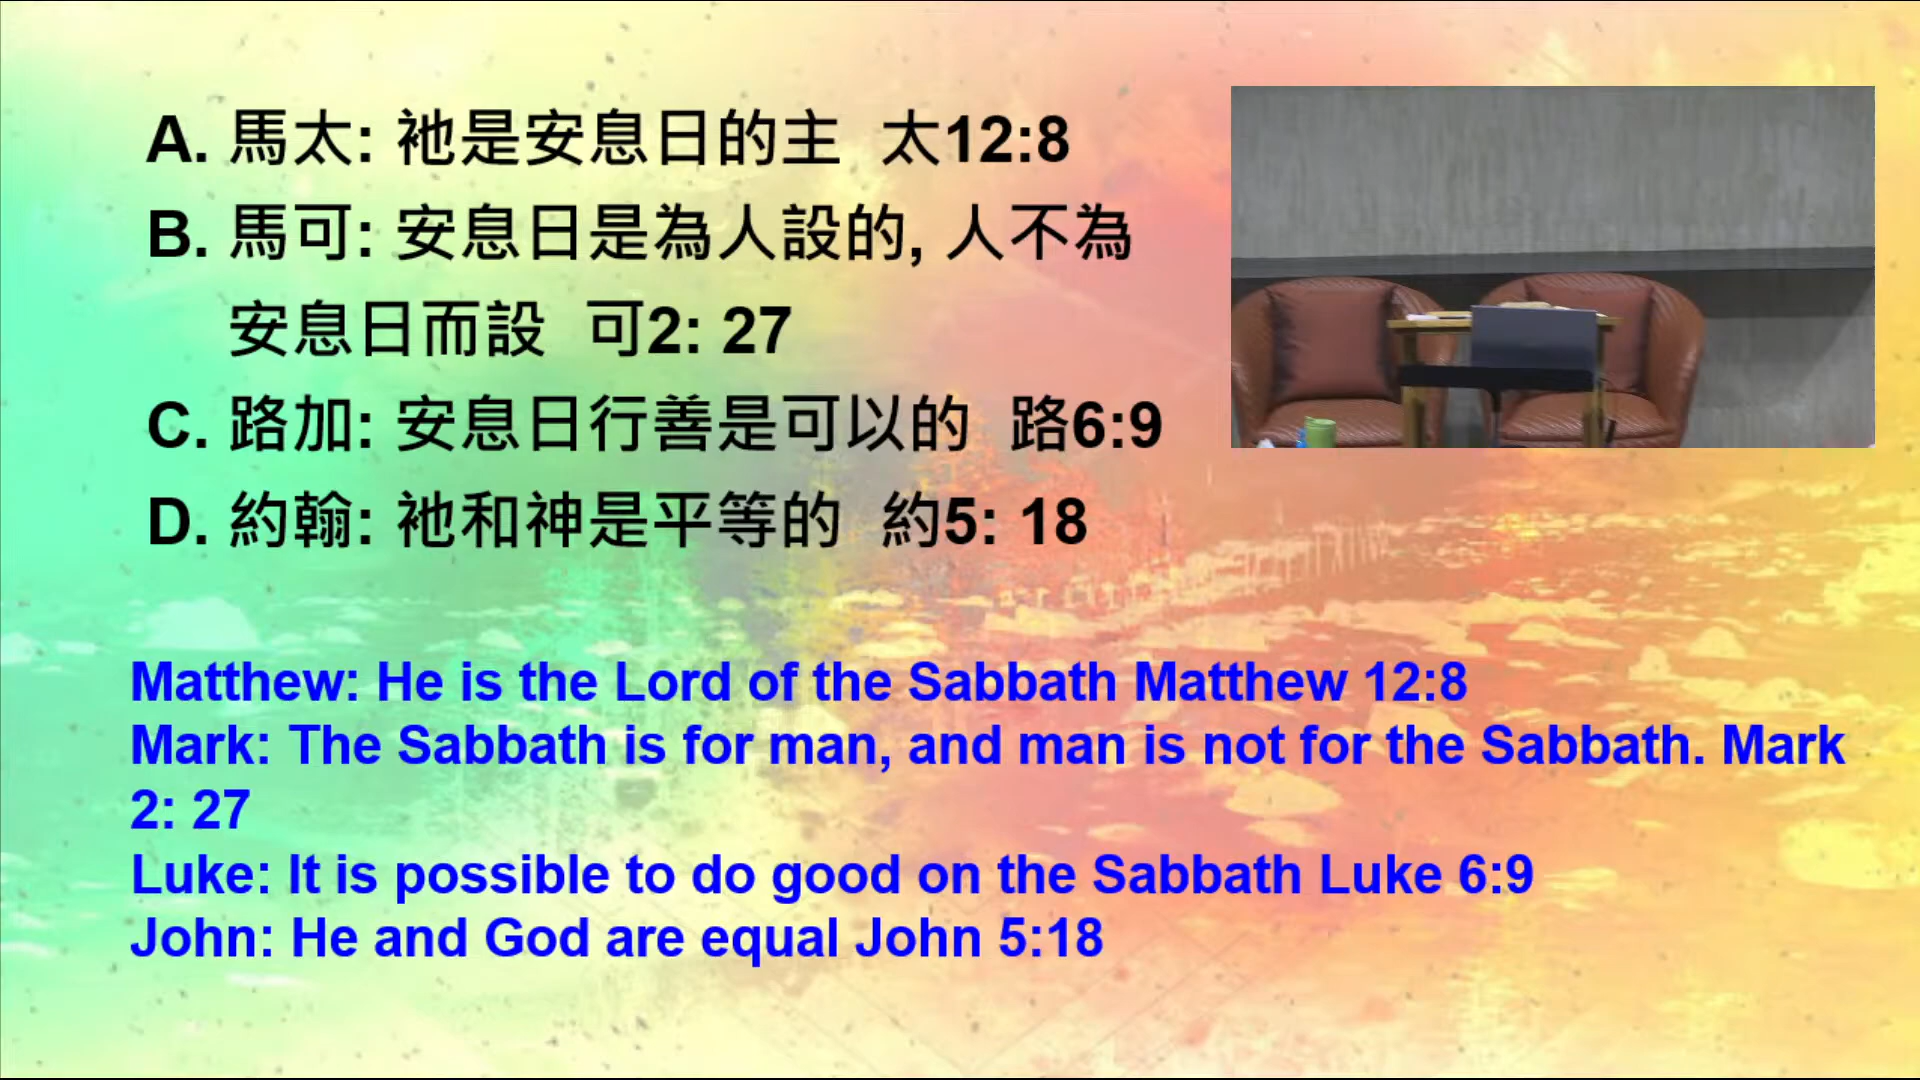 A. 馬太: 祂是安息日的主 太12:8
B. 馬可: 安息日是為人設的, 人不為
安息日而設 可2: 27
C. 路加: 安息日行善是可以的 路6:9
D. 約翰: 祂和神是平等的 約5: 18
Matthew: He is the Lord of the Sabbath Matthew 12:8
Mark: The Sabbath is for man, and man is not for the Sabbath. Mark
2: 27
Luke: It is possible to do good on the Sabbath Luke 6:9
John: He and God are equal John 5:18